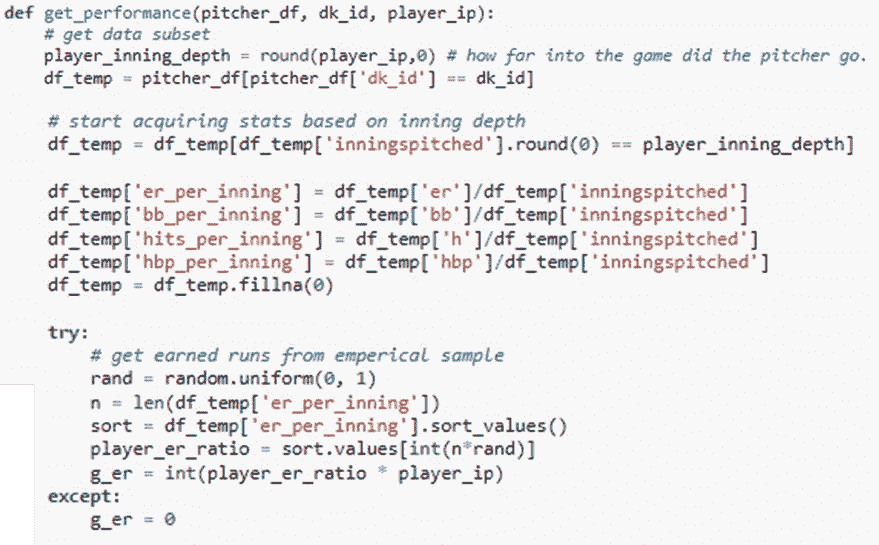 def get_performance(pitcher_df, dk_id, player_ip):
    # get data subset
    player_inning_depth = round(player_ip,0) # how far into the game did the pitcher go.
    df_temp = pitcher_df[pitcher_df['dk_id'] == dk_id]

    # start acquiring stats based on inning depth
    df_temp = df_temp[df_temp['inningspitched'].round(0) == player_inning_depth]

    df_temp['er_per_inning'] = df_temp['er']/df_temp['inningspitched']
    df_temp['bb_per_inning'] = df_temp['bb']/df_temp['inningspitched']
    df_temp['hits_per_inning'] = df_temp['h']/df_temp['inningspitched']
    df_temp['hbp_per_inning'] = df_temp['hbp']/df_temp['inningspitched']
    df_temp = df_temp.fillna(0)

    try:
        # get earned runs from emperical sample
        rand = random.uniform(0, 1)
        n = len(df_temp['er_per_inning'])
        sort = df_temp['er_per_inning'].sort_values()
        player_er_ratio = sort.values[int(n*rand)]
        g_er = int(player_er_ratio * player_ip)
    except:
        g_er = 0